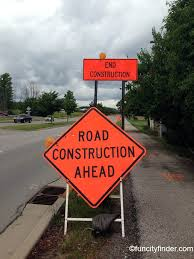 END
CONSTRUCTION
ROAD
CONSTRUCTION
AHEAD
©funcityfinder.com